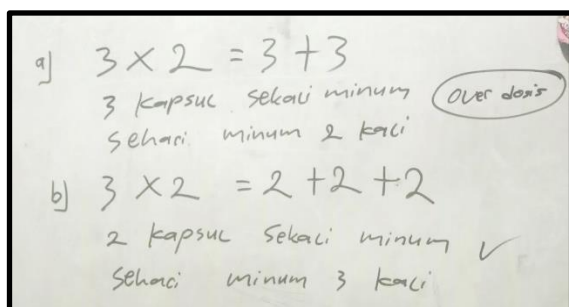 a] 3 × 2 = 3 + 3
3 kapsul sekali minum over dosis
sehari minum 2 kali
b] 3 × 2 = 2 + 2 + 2
2 kapsul sekali minum ✓
sehari minum 3 kali